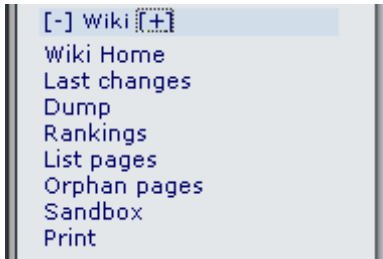 [-] Wiki [+]
Wiki Home
Last changes
Dump
Rankings
List pages
Orphan pages
Sandbox
Print